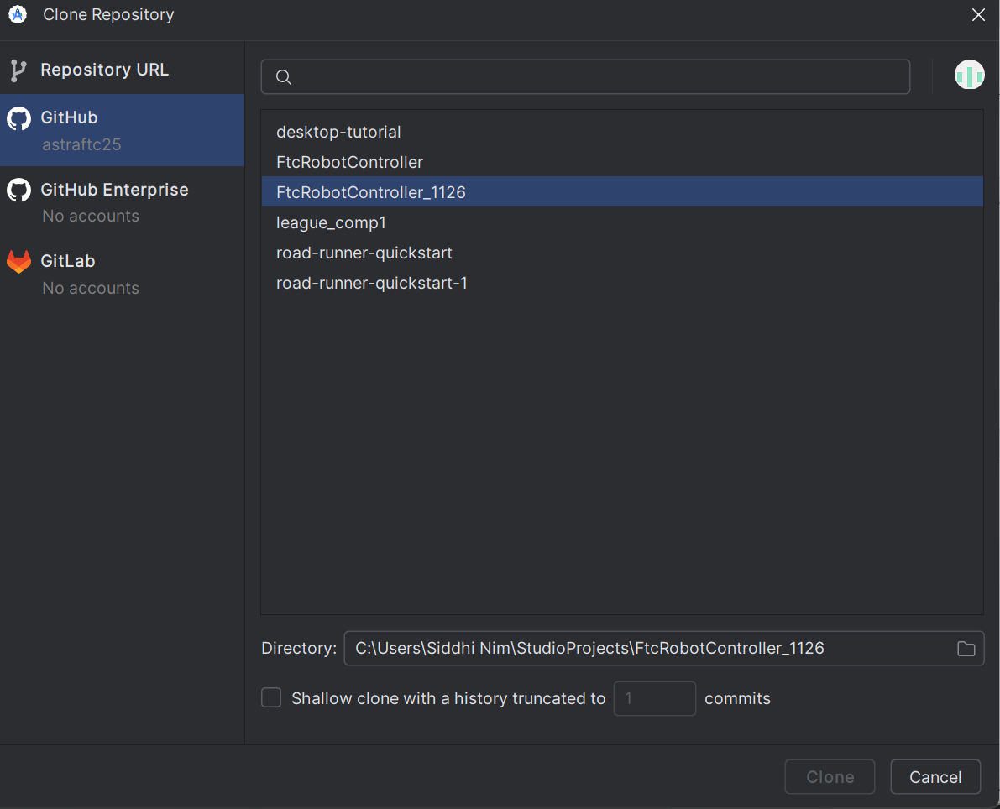 Clone Repository
Repository URL
GitHub
astraftc25
GitHub Enterprise
No accounts
GitLab
No accounts
desktop-tutorial
FtcRobotController
FtcRobotController_1126
league_comp1
road-runner-quickstart
road-runner-quickstart-1
Directory: C:\Users\Siddhi Nim\StudioProjects\FtcRobotController_1126
Shallow clone with a history truncated to 1 commits
Clone Cancel